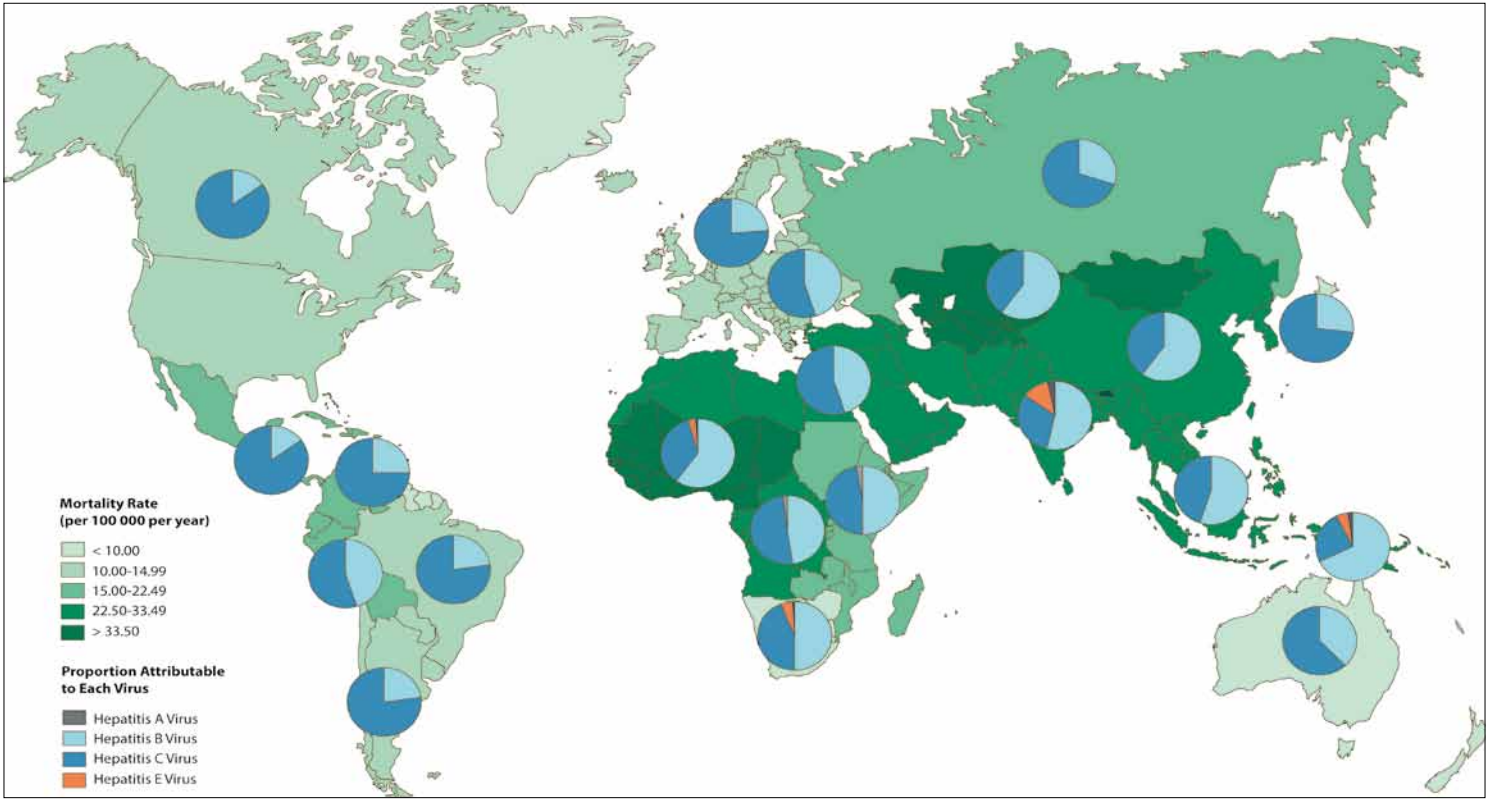 Mortality Rate
(per 100 000 per year)
< 10.00
10.00-14.99
15.00-22.49
22.50-33.49
> 33.50
Proportion Attributable
to Each Virus
Hepatitis A Virus
Hepatitis B Virus
Hepatitis C Virus
Hepatitis E Virus